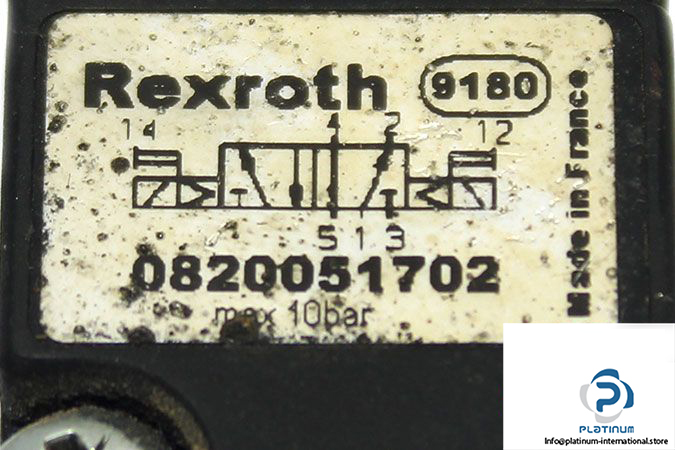 Rexroth 9180
14 4 2 12
5 1 3
0820051702
max 10bar
Made in France
PLATINUM
Info@platinum-international.store